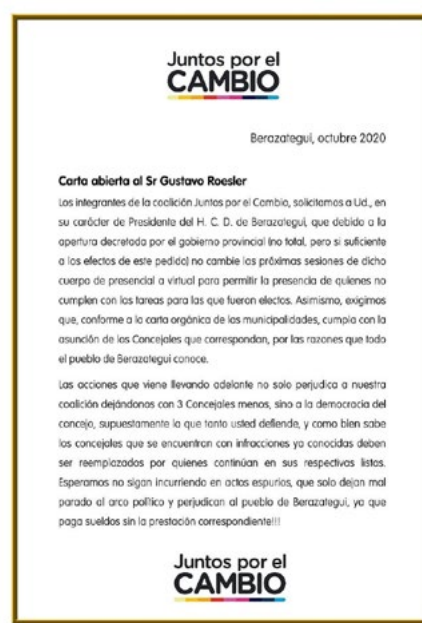 Juntos por el
CAMBIO
Berazategui, octubre 2020
Carta abierta al Sr Gustavo Roesler
Los integrantes de la coalición Juntos por el Cambio, solicitamos a Ud., en
su carácter de Presidente del H. C. D. de Berazategui, que debido a la
apertura decretada por el gobierno provincial (no total, pero si suficiente
a los efectos de este pedido) no cambie las próximas sesiones de dicho
cuerpo de presencial a virtual para permitir la presencia de quienes no
cumplen con las tareas para las que fueron electos. Asimismo, exigimos
que, conforme a la carta orgánica de las municipalidades, cumpla con la
asunción de los Concejales que correspondan, por las razones que todo
el pueblo de Berazategui conoce.
Las acciones que viene llevando adelante no solo perjudica a nuestra
coalición dejándonos con 3 Concejales menos, sino a la democracia del
concejo, supuestamente la que tanto usted defiende, y como bien sabe
los concejales que se encuentran con infracciones ya conocidas deben
ser reemplazados por quienes continúan en sus respectivas listas.
Esperamos no sigan incurriendo en actos espurios, que solo dejan mal
parado al arco político y perjudican al pueblo de Berazategui, ya que
paga sueldos sin la prestación correspondiente!!!
Juntos por el
CAMBIO